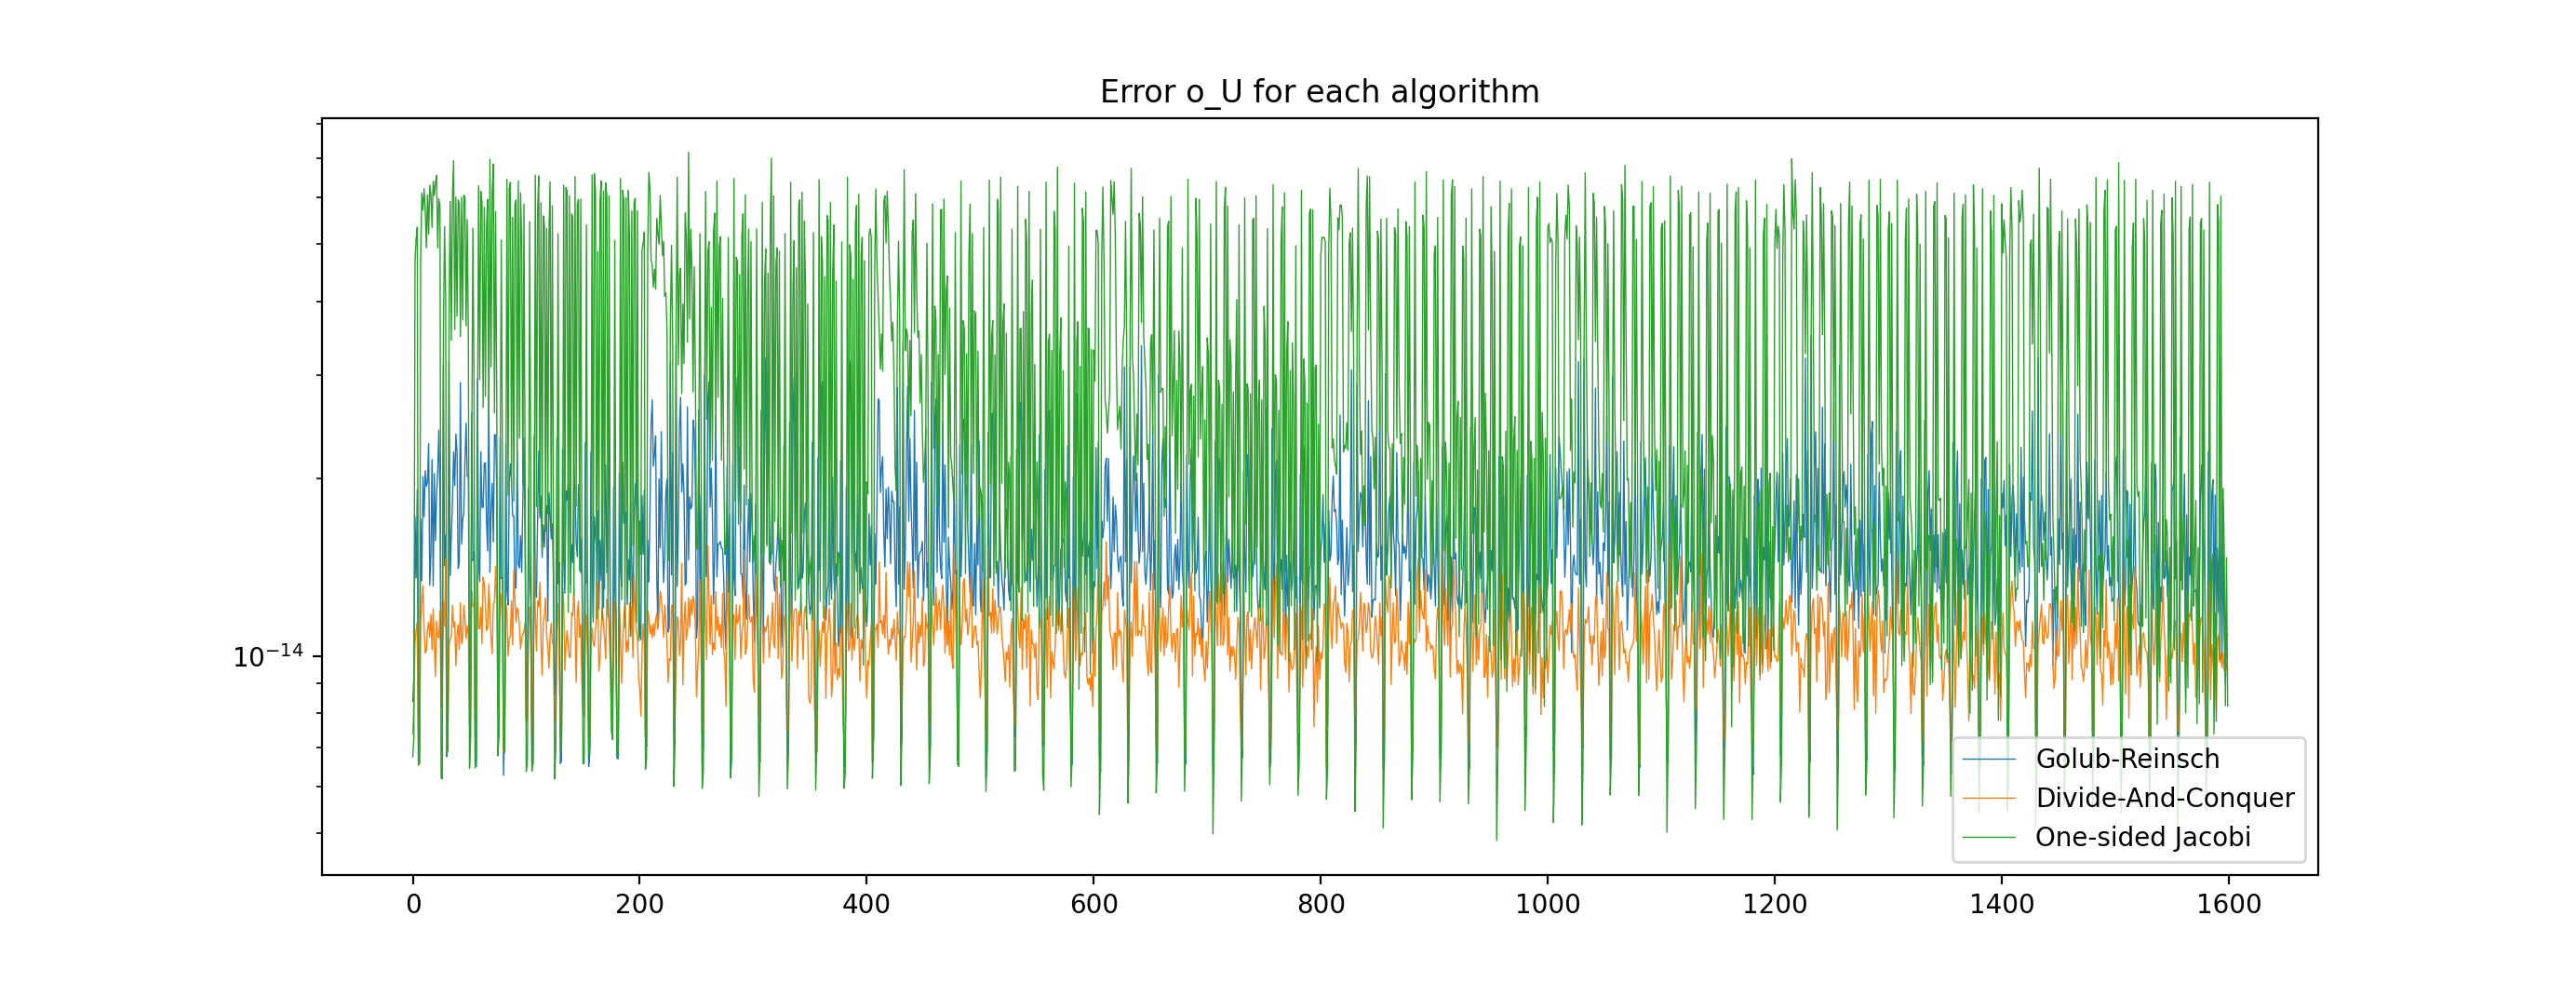 Error o_U for each algorithm
10⁻¹⁴
Golub-Reinsch
Divide-And-Conquer
One-sided Jacobi
0 200 400 600 800 1000 1200 1400 1600